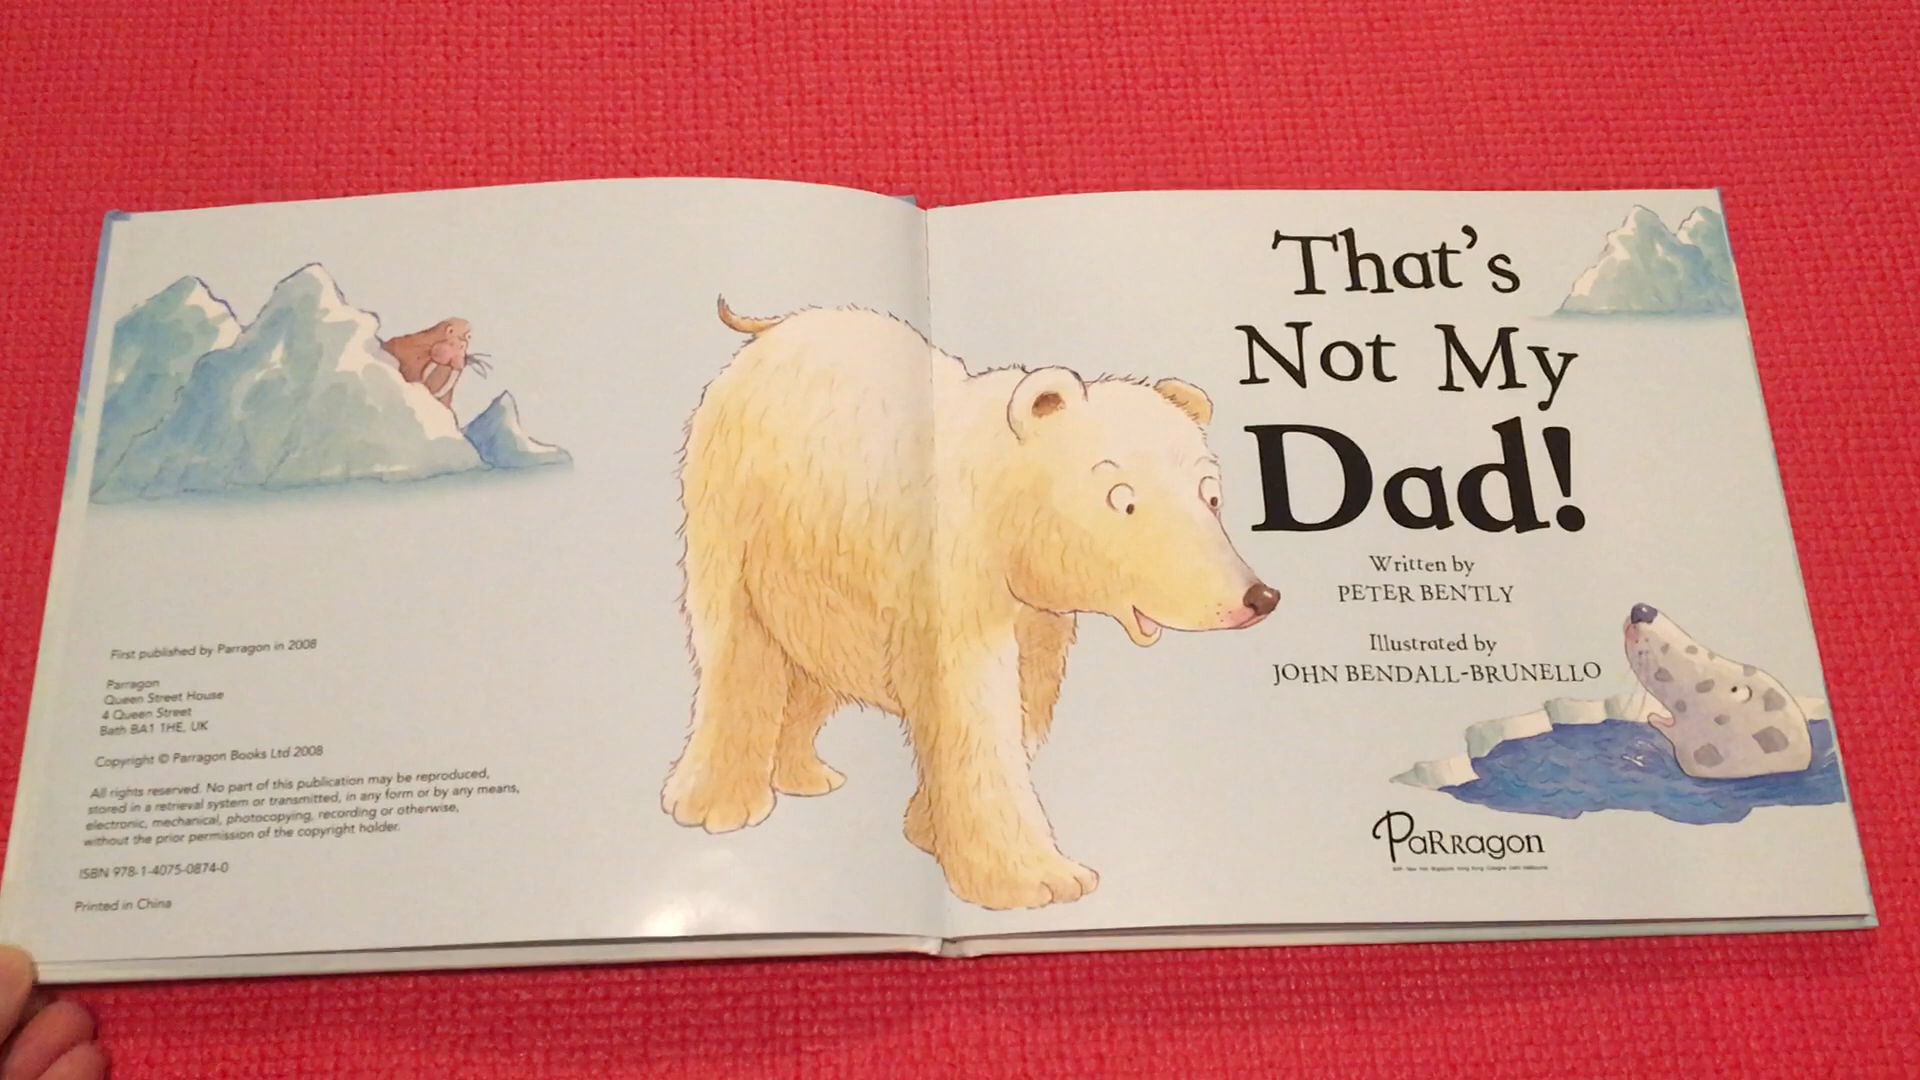 First published by Parragon in 2008
Parragon
Queen Street House
4 Queen Street
Bath BA1 1HE, UK
Copyright © Parragon Books Ltd 2008
All rights reserved. No part of this publication may be reproduced,
stored in a retrieval system or transmitted, in any form or by any means,
electronic, mechanical, photocopying, recording or otherwise,
without the prior permission of the copyright holder.
ISBN 978-1-4075-0874-0
Printed in China
That's
Not My
Dad!
Written by
PETER BENTLY
Illustrated by
JOHN BENDALL-BRUNELLO
PaRragon